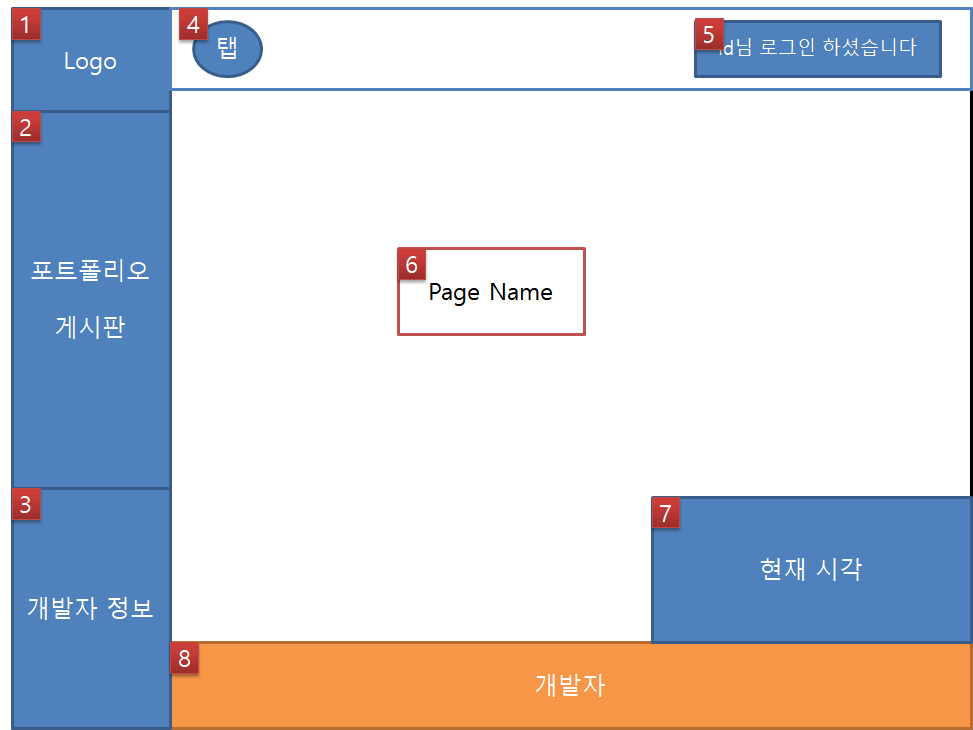 1
Logo
4
탭
5
id님 로그인 하셨습니다
2
포트폴리오
게시판
6
Page Name
3
개발자 정보
7
현재 시각
8
개발자